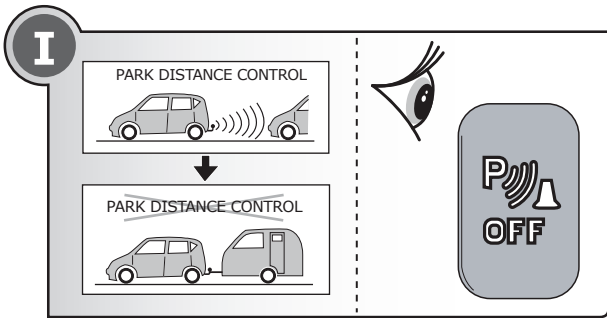 I
PARK DISTANCE CONTROL
PARK DISTANCE CONTROL
P
OFF